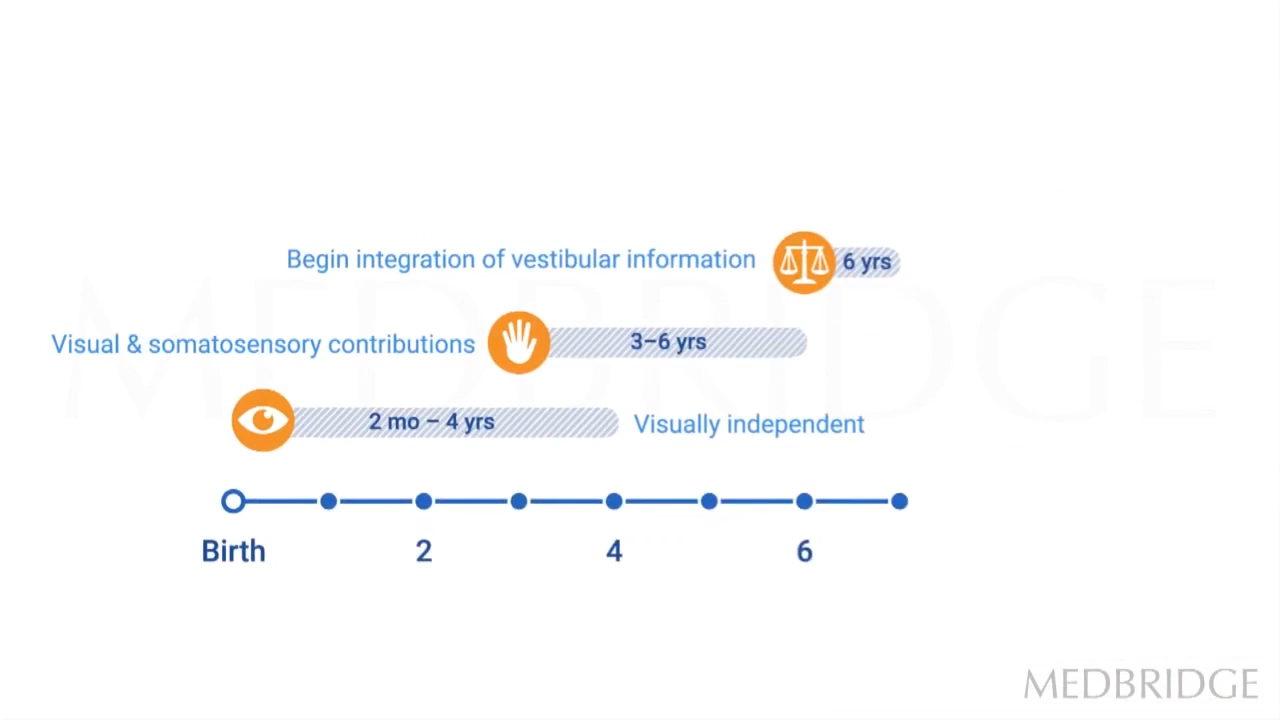 Begin integration of vestibular information
6 yrs
Visual & somatosensory contributions
3–6 yrs
2 mo – 4 yrs
Visually independent
Birth
2
4
6
MEDBRIDGE
MEDBRIDGE